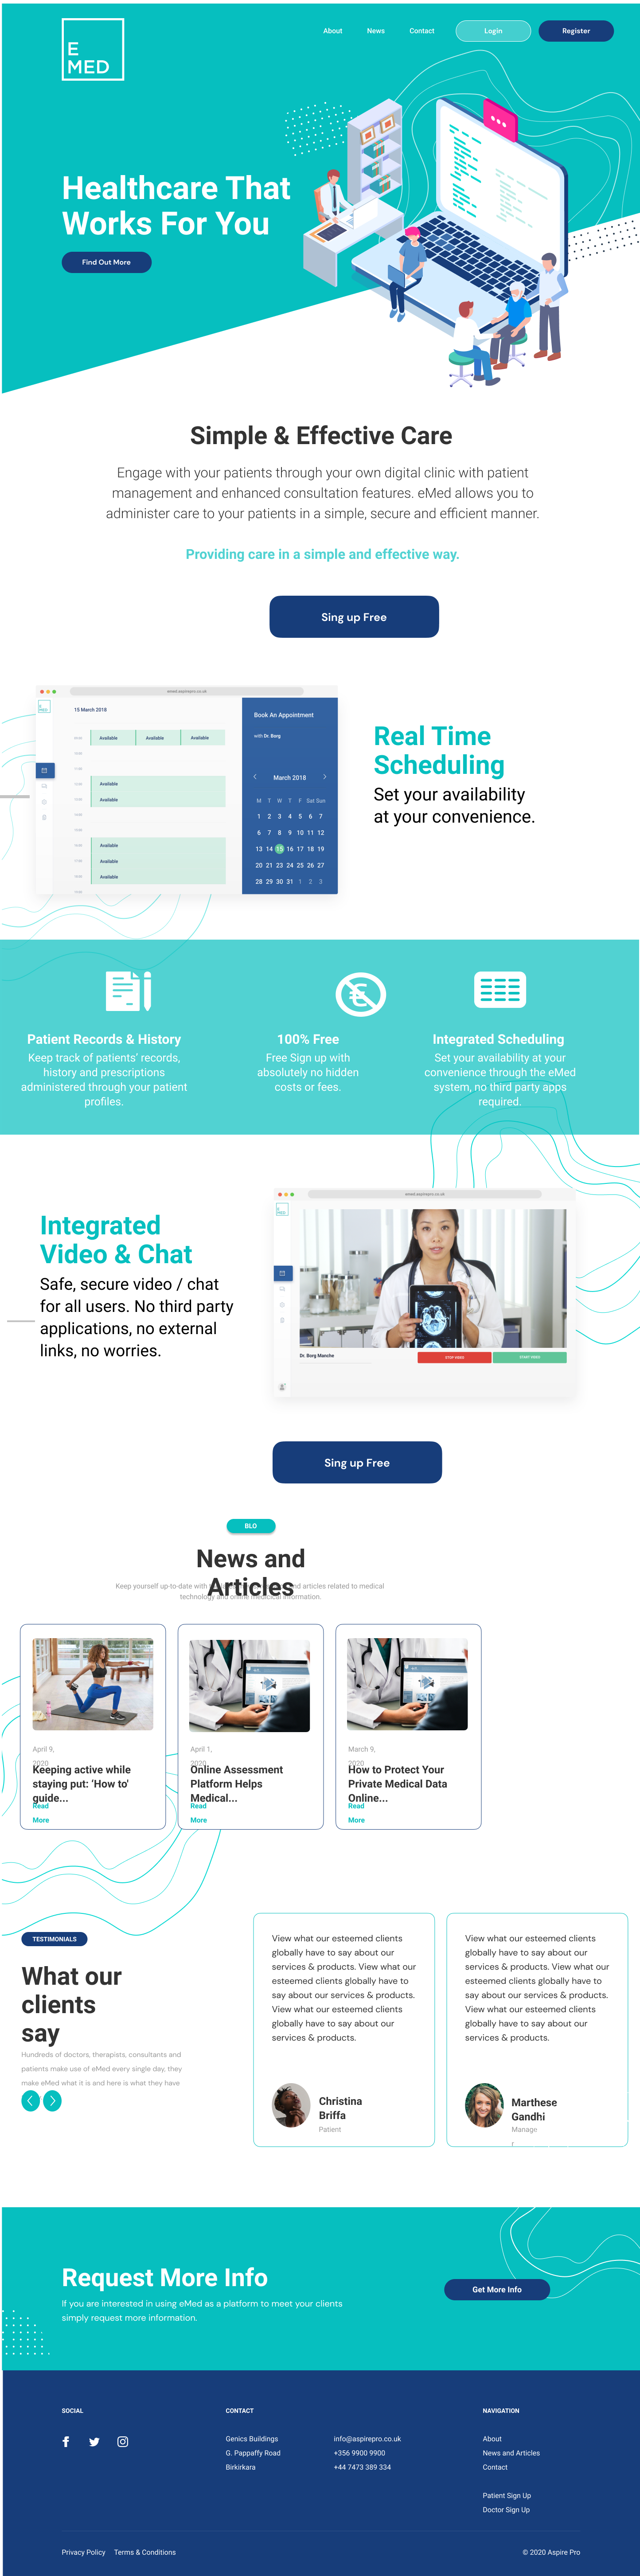 E
MED
About
News
Contact
Login
Register
Healthcare That
Works For You
Find Out More
Simple & Effective Care
Engage with your patients through your own digital clinic with patient
management and enhanced consultation features. eMed allows you to
administer care to your patients in a simple, secure and efficient manner.
Providing care in a simple and effective way.
Sing up Free
emed.aspirepro.co.uk
15 March 2018
Available
Available
Available
Available
Available
Available
Available
Available
Book An Appointment
with Dr. Borg
March 2018
M T W T F Sat Sun
1 2 3 4 5 6 7
6 7 8 9 10 11 12
13 14 15 16 17 18 19
20 21 23 24 25 26 27
28 29 30 31 1 2 3
Real Time
Scheduling
Set your availability
at your convenience.
Patient Records & History
Keep track of patients' records,
history and prescriptions
administered through your patient
profiles.
100% Free
Free Sign up with
absolutely no hidden
costs or fees.
Integrated Scheduling
Set your availability at your
convenience through the eMed
system, no third party apps
required.
Integrated
Video & Chat
Safe, secure video / chat
for all users. No third party
applications, no external
links, no worries.
emed.aspirepro.co.uk
Dr. Borg Manche
STOP VIDEO
START VIDEO
Sing up Free
BLO
News and
Articles
Keep yourself up-to-date with and articles related to medical
technology and online medicical information.
April 9,
2020
Keeping active while
staying put: 'How to'
guide...
Read
More
April 1,
2020
Online Assessment
Platform Helps
Medical...
Read
More
March 9,
2020
How to Protect Your
Private Medical Data
Online...
Read
More
TESTIMONIALS
What our
clients
say
Hundreds of doctors, therapists, consultants and
patients make use of eMed every single day, they
make eMed what it is and here is what they have
View what our esteemed clients
globally have to say about our
services & products. View what our
esteemed clients globally have to
say about our services & products.
View what our esteemed clients
globally have to say about our
services & products.
Christina
Briffa
Patient
View what our esteemed clients
globally have to say about our
services & products. View what our
esteemed clients globally have to
say about our services & products.
View what our esteemed clients
globally have to say about our
services & products.
Marthese
Gandhi
Manage
r
Request More Info
If you are interested in using eMed as a platform to meet your clients
simply request more information.
Get More Info
SOCIAL
CONTACT
Genics Buildings
G. Pappaffy Road
Birkirkara
info@aspirepro.co.uk
+356 9900 9900
+44 7473 389 334
NAVIGATION
About
News and Articles
Contact
Patient Sign Up
Doctor Sign Up
Privacy Policy
Terms & Conditions
© 2020 Aspire Pro